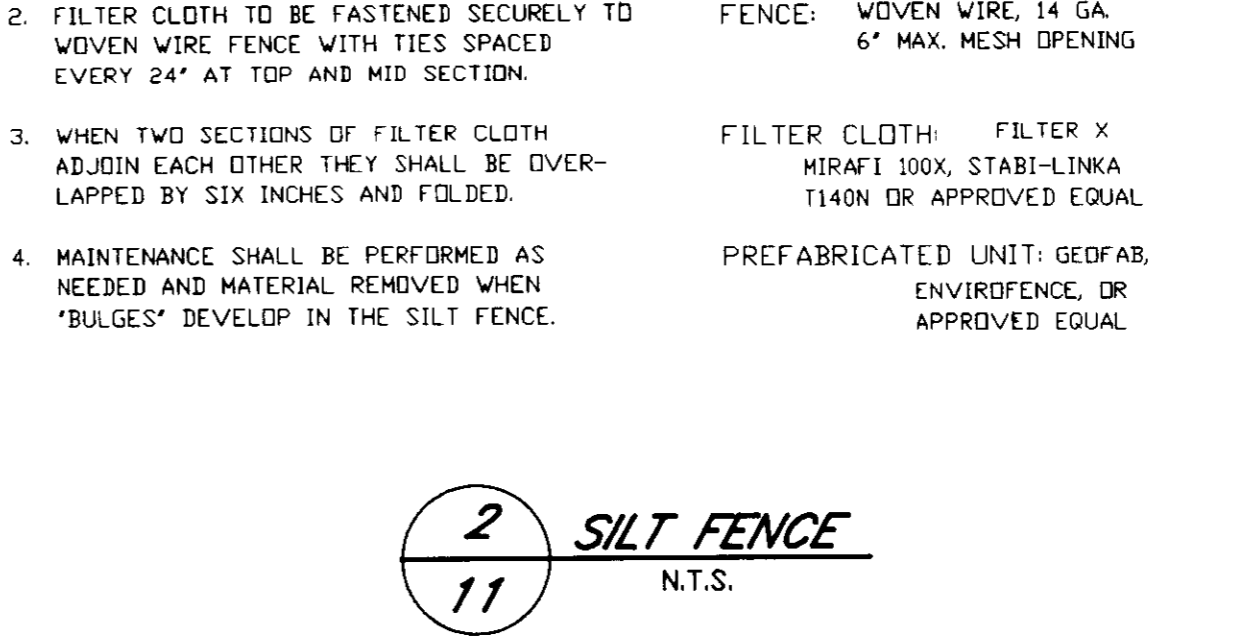 2. FILTER CLOTH TO BE FASTENED SECURELY TO
WOVEN WIRE FENCE WITH TIES SPACED
EVERY 24" AT TOP AND MID SECTION.
3. WHEN TWO SECTIONS OF FILTER CLOTH
ADJOIN EACH OTHER THEY SHALL BE OVER-
LAPPED BY SIX INCHES AND FOLDED.
4. MAINTENANCE SHALL BE PERFORMED AS
NEEDED AND MATERIAL REMOVED WHEN
"BULGES" DEVELOP IN THE SILT FENCE.
FENCE: WOVEN WIRE, 14 GA.
6" MAX. MESH OPENING
FILTER CLOTH: FILTER X
MIRAFI 100X, STABI-LINKA
T140N OR APPROVED EQUAL
PREFABRICATED UNIT: GEOFAB,
ENVIROFENCE, OR
APPROVED EQUAL
2
11
SILT FENCE
N.T.S.